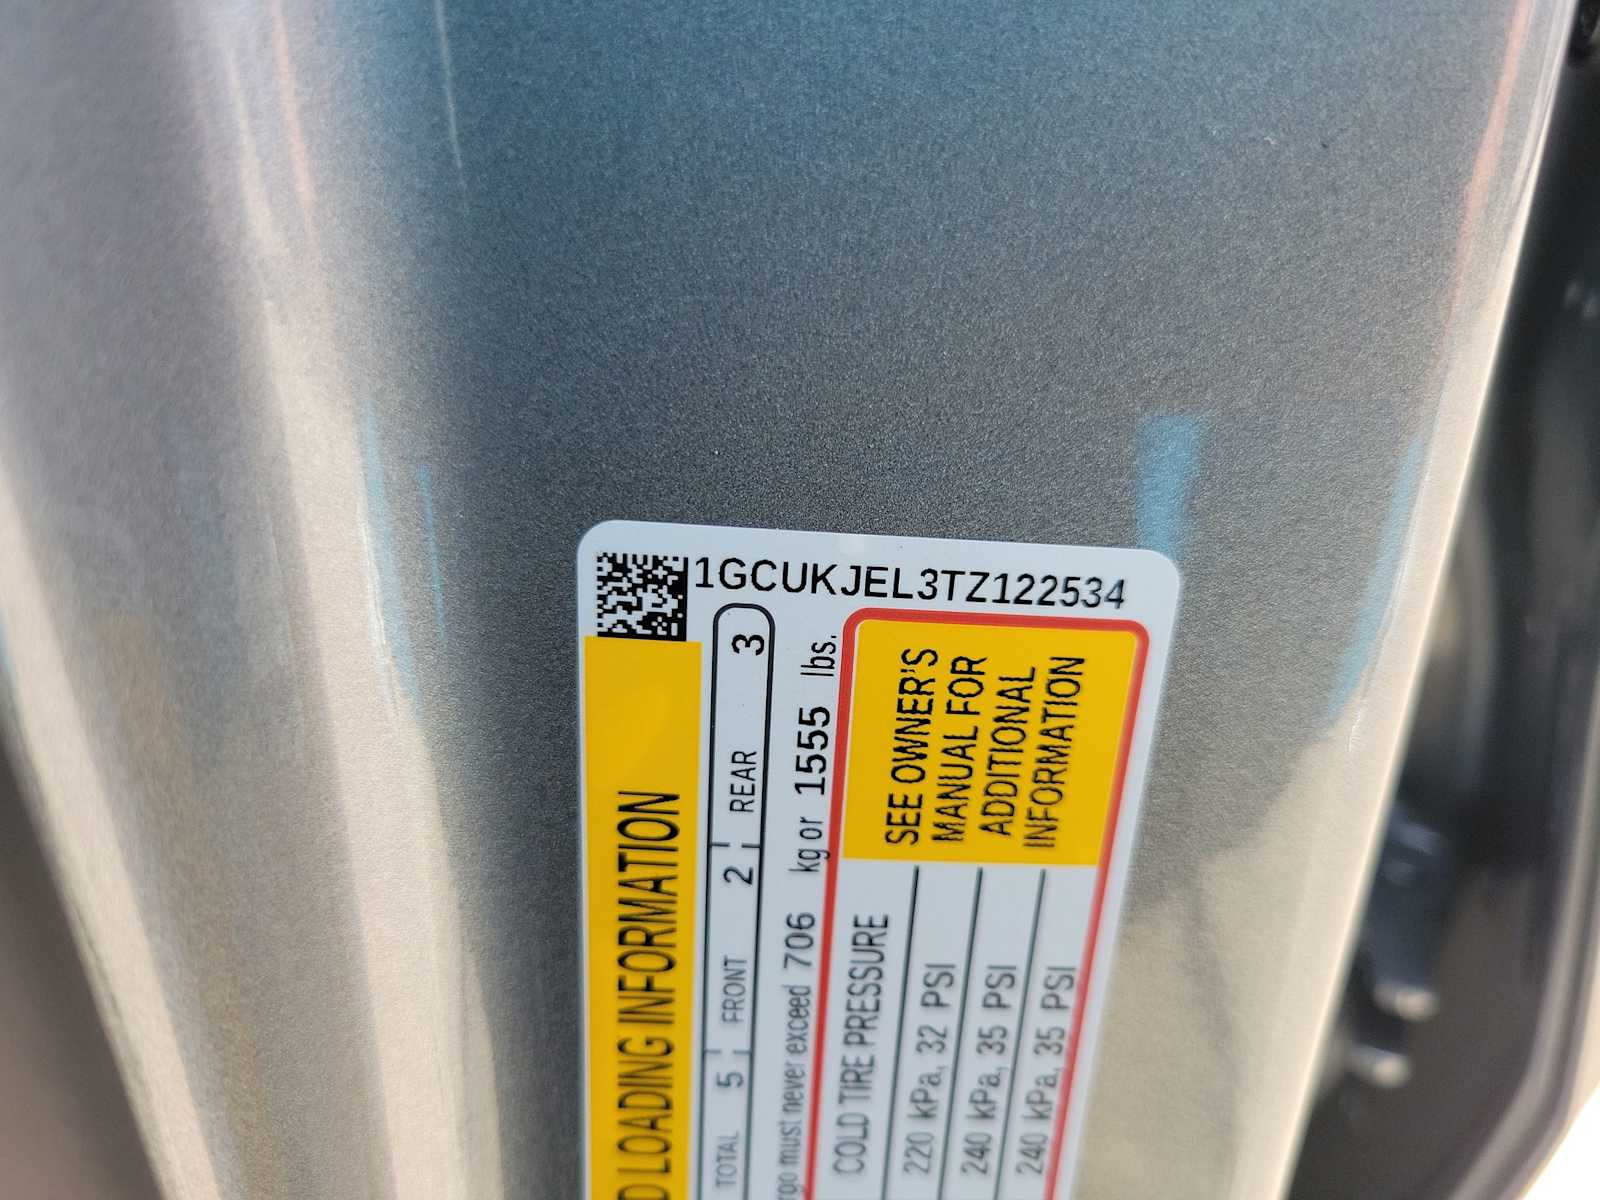 1GCUKJEL3TZ122534
LOADING INFORMATION
TOTAL 5 FRONT 2 REAR 3
must never exceed 706 kg or 1555 lbs.
COLD TIRE PRESSURE
220 kPa, 32 PSI
240 kPa, 35 PSI
240 kPa, 35 PSI
SEE OWNER'S
MANUAL FOR
ADDITIONAL
INFORMATION